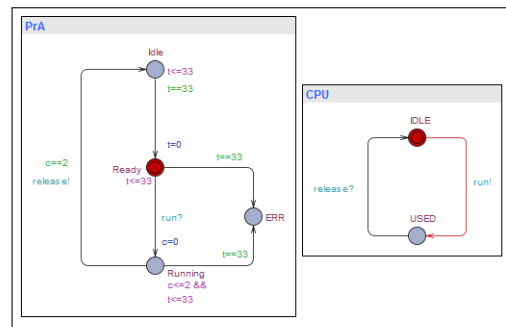 PrA
Idle
t<=33
t==33
t=0
c==2
release!
Ready
t<=33
t==33
run?
c=0
ERR
t==33
Running
c<=2 &&
t<=33
CPU
IDLE
release?
run!
USED